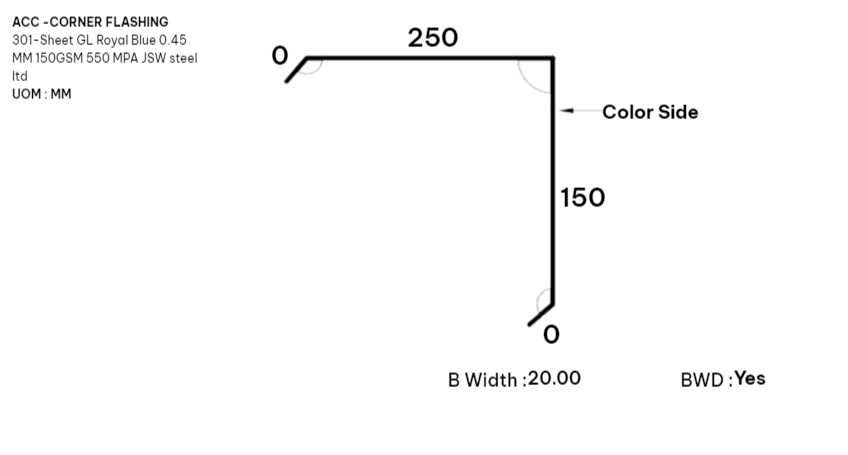 ACC -CORNER FLASHING
301-Sheet GL Royal Blue 0.45
MM 150GSM 550 MPA JSW steel
ltd
UOM : MM
250
0
Color Side
150
0
B Width :20.00
BWD :Yes